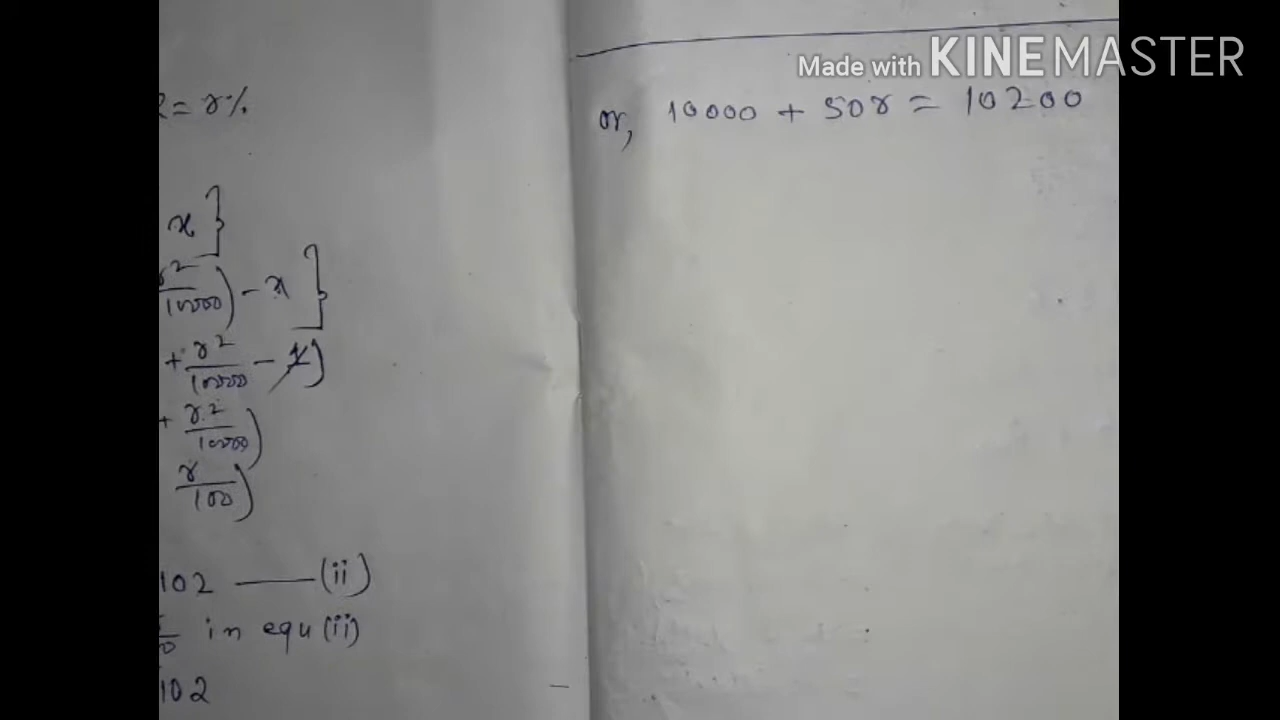 Made with KINEMASTER
= r%
x }
r²/10000) - x }
+ r²/10000 - 1)
+ r²/10000)
r/100)
102 —— (ii)
in equ (ii)
102
or, 10000 + 50r = 10200